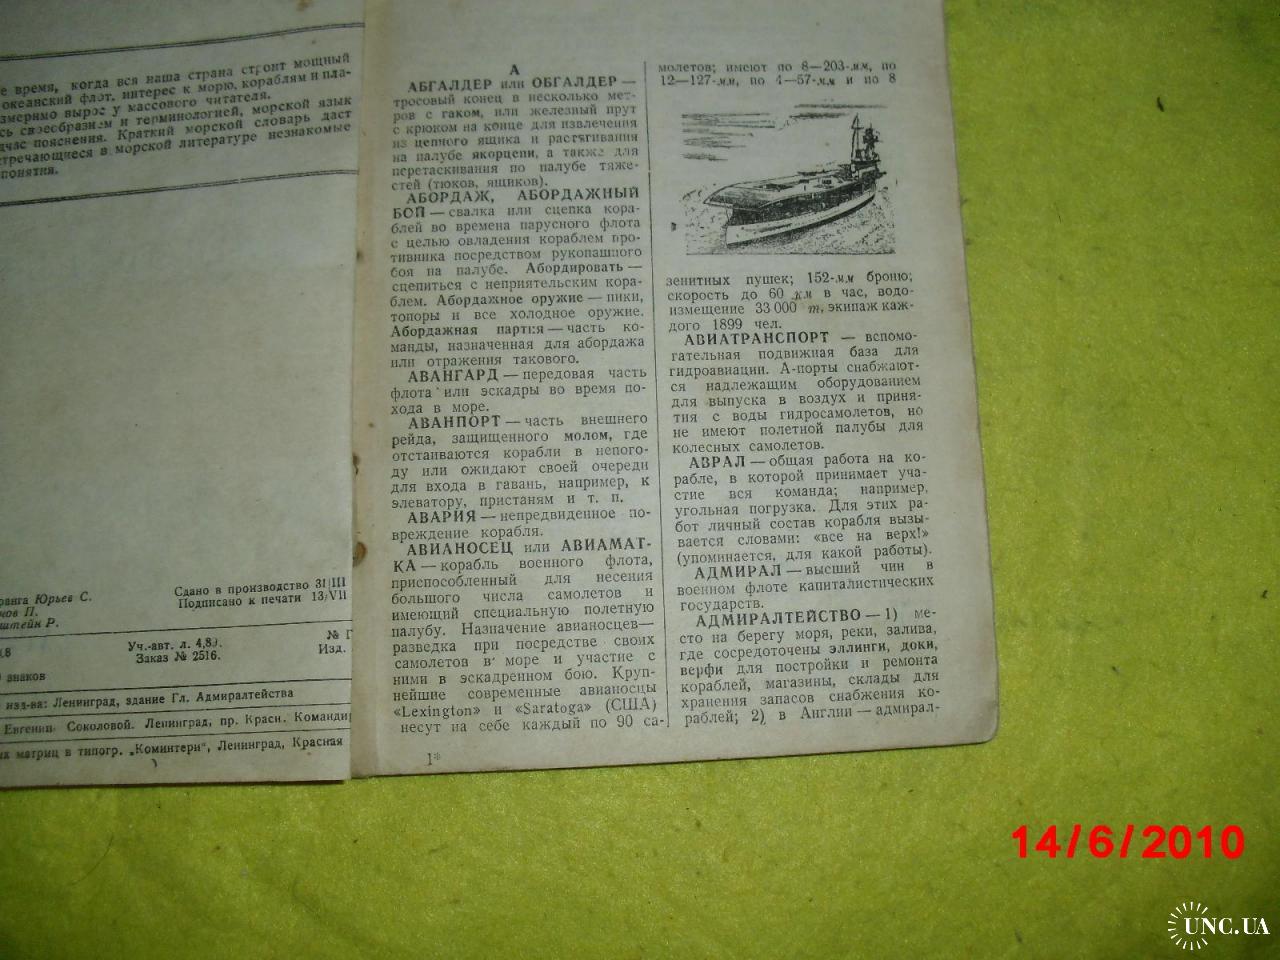 е время, когда вся наша страна строит мощный
океанский флот, интерес к морю, кораблям и пла-
змеримо вырос у массового читателя.
сь своеобразием и терминологией, морской язык
дчас пояснения. Краткий морской словарь даст
тречающиеся в морской литературе незнакомые
понятия.
ранга Юрьев С.
нов П.
штейн Р.
Сдано в производство 31/III
Подписано к печати 13/VII
Уч.-авт. л. 4,89.
Заказ № 2516.
№ Г
Изд.
знаков
изд-ва: Ленинград, здание Гл. Адмиралтейства
Евгении Соколовой. Ленинград, пр. Красн. Командир
х матриц в типогр. „Коминтерн", Ленинград, Красная
А
АБГАЛДЕР или ОБГАЛДЕР —
тросовый конец в несколько мет-
ров с гаком, или железный прут
с крюком на конце для извлечения
из цепного ящика и растягивания
на палубе якорцепи, а также для
перетаскивания по палубе тяже-
стей (тюков, ящиков).
АБОРДАЖ, АБОРДАЖНЫЙ
БОЙ — свалка или сцепка кора-
блей во времена парусного флота
с целью овладения кораблем про-
тивника посредством рукопашного
боя на палубе. Абордировать —
сцепиться с неприятельским кора-
блем. Абордажное оружие — пики,
топоры и все холодное оружие.
Абордажная партия — часть ко-
манды, назначенная для абордажа
или отражения такового.
АВАНГАРД — передовая часть
флота или эскадры во время по-
хода в море.
АВАНПОРТ — часть внешнего
рейда, защищенного молом, где
отстаиваются корабли в непого-
ду или ожидают своей очереди
для входа в гавань, например, к
элеватору, пристаням и т. п.
АВАРИЯ — непредвиденное по-
вреждение корабля.
АВИАНОСЕЦ или АВИАМАТ-
КА — корабль военного флота,
приспособленный для несения
большого числа самолетов и
имеющий специальную полетную
палубу. Назначение авианосцев—
разведка при посредстве своих
самолетов в море и участие с
ними в эскадренном бою. Круп-
нейшие современные авианосцы
«Lexington» и «Saratoga» (США)
несут на себе каждый по 90 са-
1*
молетов; имеют по 8—203-мм, по
12—127-мм, по 4—57-мм и по 8
зенитных пушек; 152-мм броню;
скорость до 60 км в час, водо-
измещение 33 000 т, экипаж каж-
дого 1899 чел.
АВИАТРАНСПОРТ — вспомо-
гательная подвижная база для
гидроавиации. А-порты снабжают-
ся надлежащим оборудованием
для выпуска в воздух и приня-
тия с воды гидросамолетов, но
не имеют полетной палубы для
колесных самолетов.
АВРАЛ — общая работа на ко-
рабле, в которой принимает уча-
стие вся команда; например,
угольная погрузка. Для этих ра-
бот личный состав корабля вызы-
вается словами: «все на верх!»
(упоминается, для какой работы).
АДМИРАЛ — высший чин в
военном флоте капиталистических
государств.
АДМИРАЛТЕЙСТВО — 1) ме-
сто на берегу моря, реки, залива,
где сосредоточены эллинги, доки,
верфи для постройки и ремонта
кораблей, магазины, склады для
хранения запасов снабжения ко-
раблей; 2) в Англии — адмирал-
14/6/2010
UNC.UA